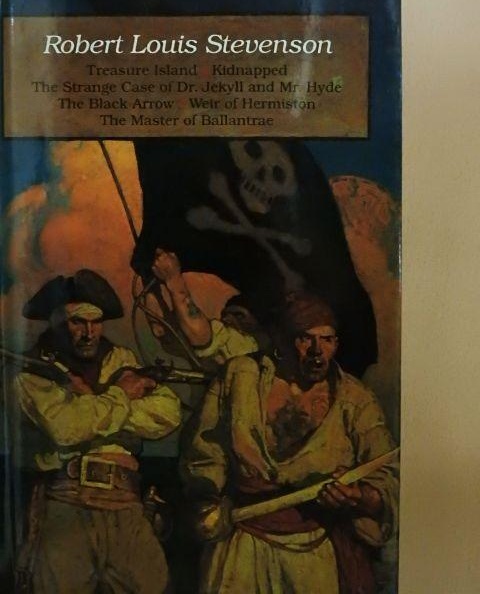 Robert Louis Stevenson
Treasure Island Kidnapped
The Strange Case of Dr. Jekyll and Mr. Hyde
The Black Arrow Weir of Hermiston
The Master of Ballantrae